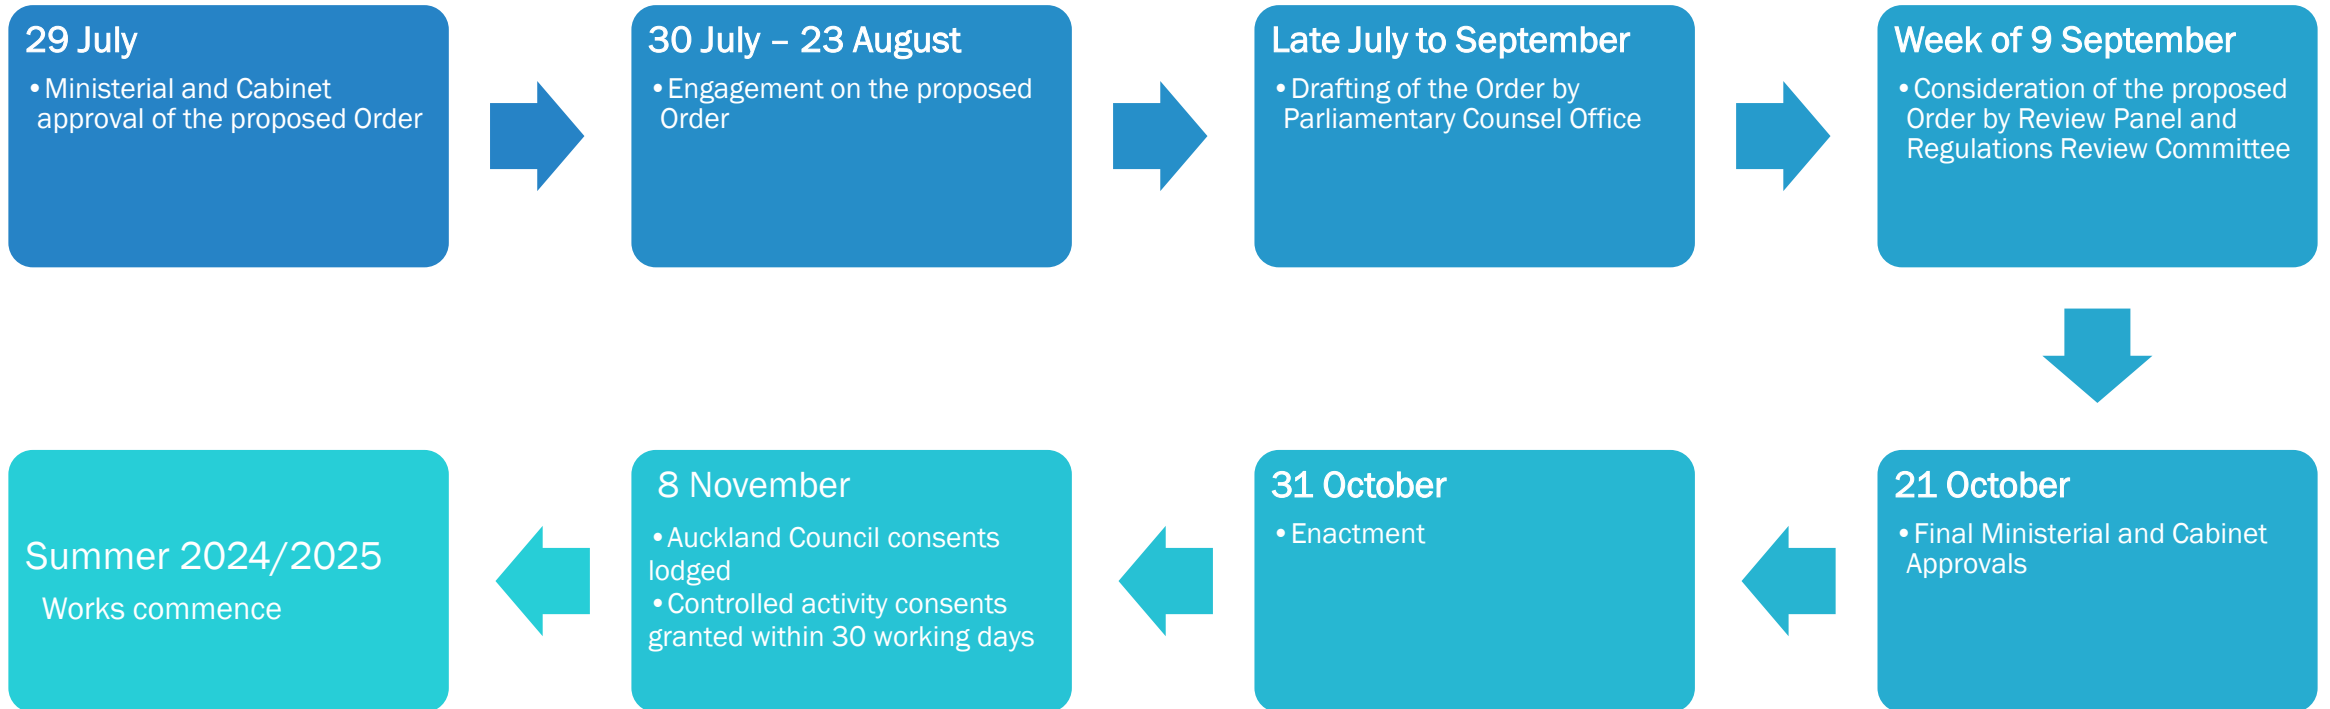 29 July
•Ministerial and Cabinet
approval of the proposed Order
30 July – 23 August
•Engagement on the proposed
Order
Late July to September
•Drafting of the Order by
Parliamentary Counsel Office
Week of 9 September
•Consideration of the proposed
Order by Review Panel and
Regulations Review Committee
21 October
•Final Ministerial and Cabinet
Approvals
31 October
•Enactment
8 November
•Auckland Council consents
lodged
•Controlled activity consents
granted within 30 working days
Summer 2024/2025
Works commence